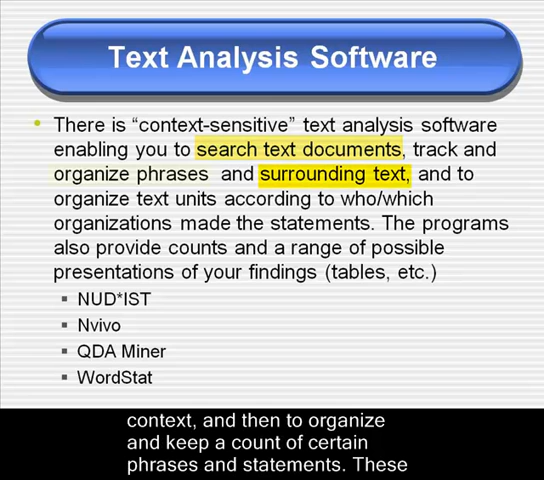 Text Analysis Software
• There is “context-sensitive” text analysis software
enabling you to search text documents, track and
organize phrases and surrounding text, and to
organize text units according to who/which
organizations made the statements. The programs
also provide counts and a range of possible
presentations of your findings (tables, etc.)
▪ NUD*IST
▪ Nvivo
▪ QDA Miner
▪ WordStat
context, and then to organize
and keep a count of certain
phrases and statements. These